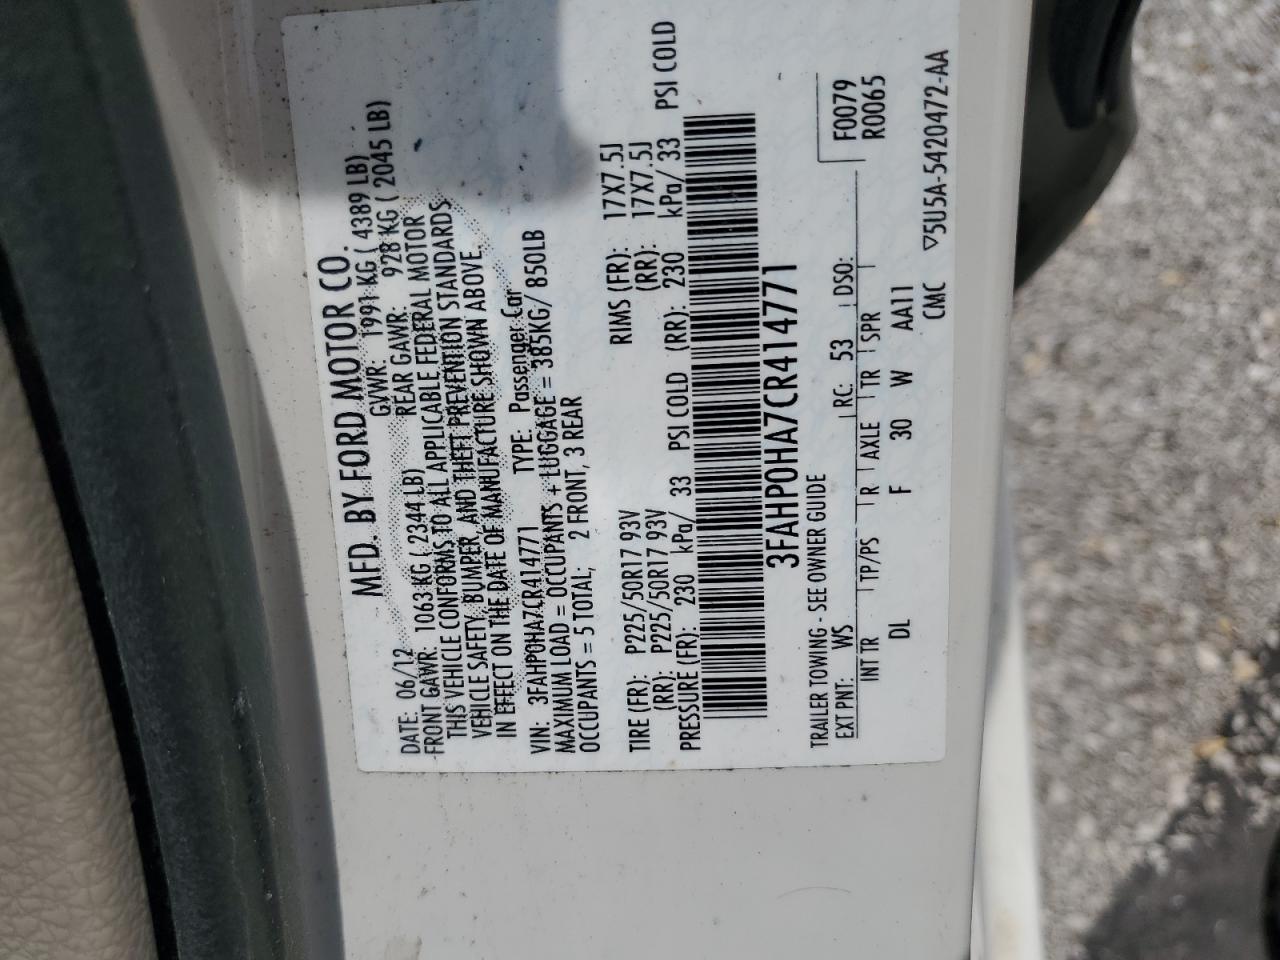 MFD. BY FORD MOTOR CO.
DATE: 06/12 GVWR: 1991 KG ( 4389 LB)
FRONT GAWR: 1063 KG ( 2344 LB) REAR GAWR: 928 KG ( 2045 LB)
THIS VEHICLE CONFORMS TO ALL APPLICABLE FEDERAL MOTOR
VEHICLE SAFETY, BUMPER, AND THEFT PREVENTION STANDARDS
IN EFFECT ON THE DATE OF MANUFACTURE SHOWN ABOVE.
VIN: 3FAHP0HA7CR414771 TYPE: Passenger Car
MAXIMUM LOAD = OCCUPANTS + LUGGAGE = 385KG/ 850LB
OCCUPANTS = 5 TOTAL, 2 FRONT, 3 REAR
TIRE (FR): P225/50R17 93V RIMS (FR): 17X7.5J
(RR): P225/50R17 93V (RR): 17X7.5J
PRESSURE (FR): 230 kPa/ 33 PSI COLD (RR): 230 kPa/ 33 PSI COLD
3FAHP0HA7CR414771
TRAILER TOWING - SEE OWNER GUIDE
F0079
EXT PNT: WS RC: 53 DSO: R0065
INT TR TP/PS R AXLE TR SPR
DL F 30 W AA11
CMC ▽5U5A-5420472-AA